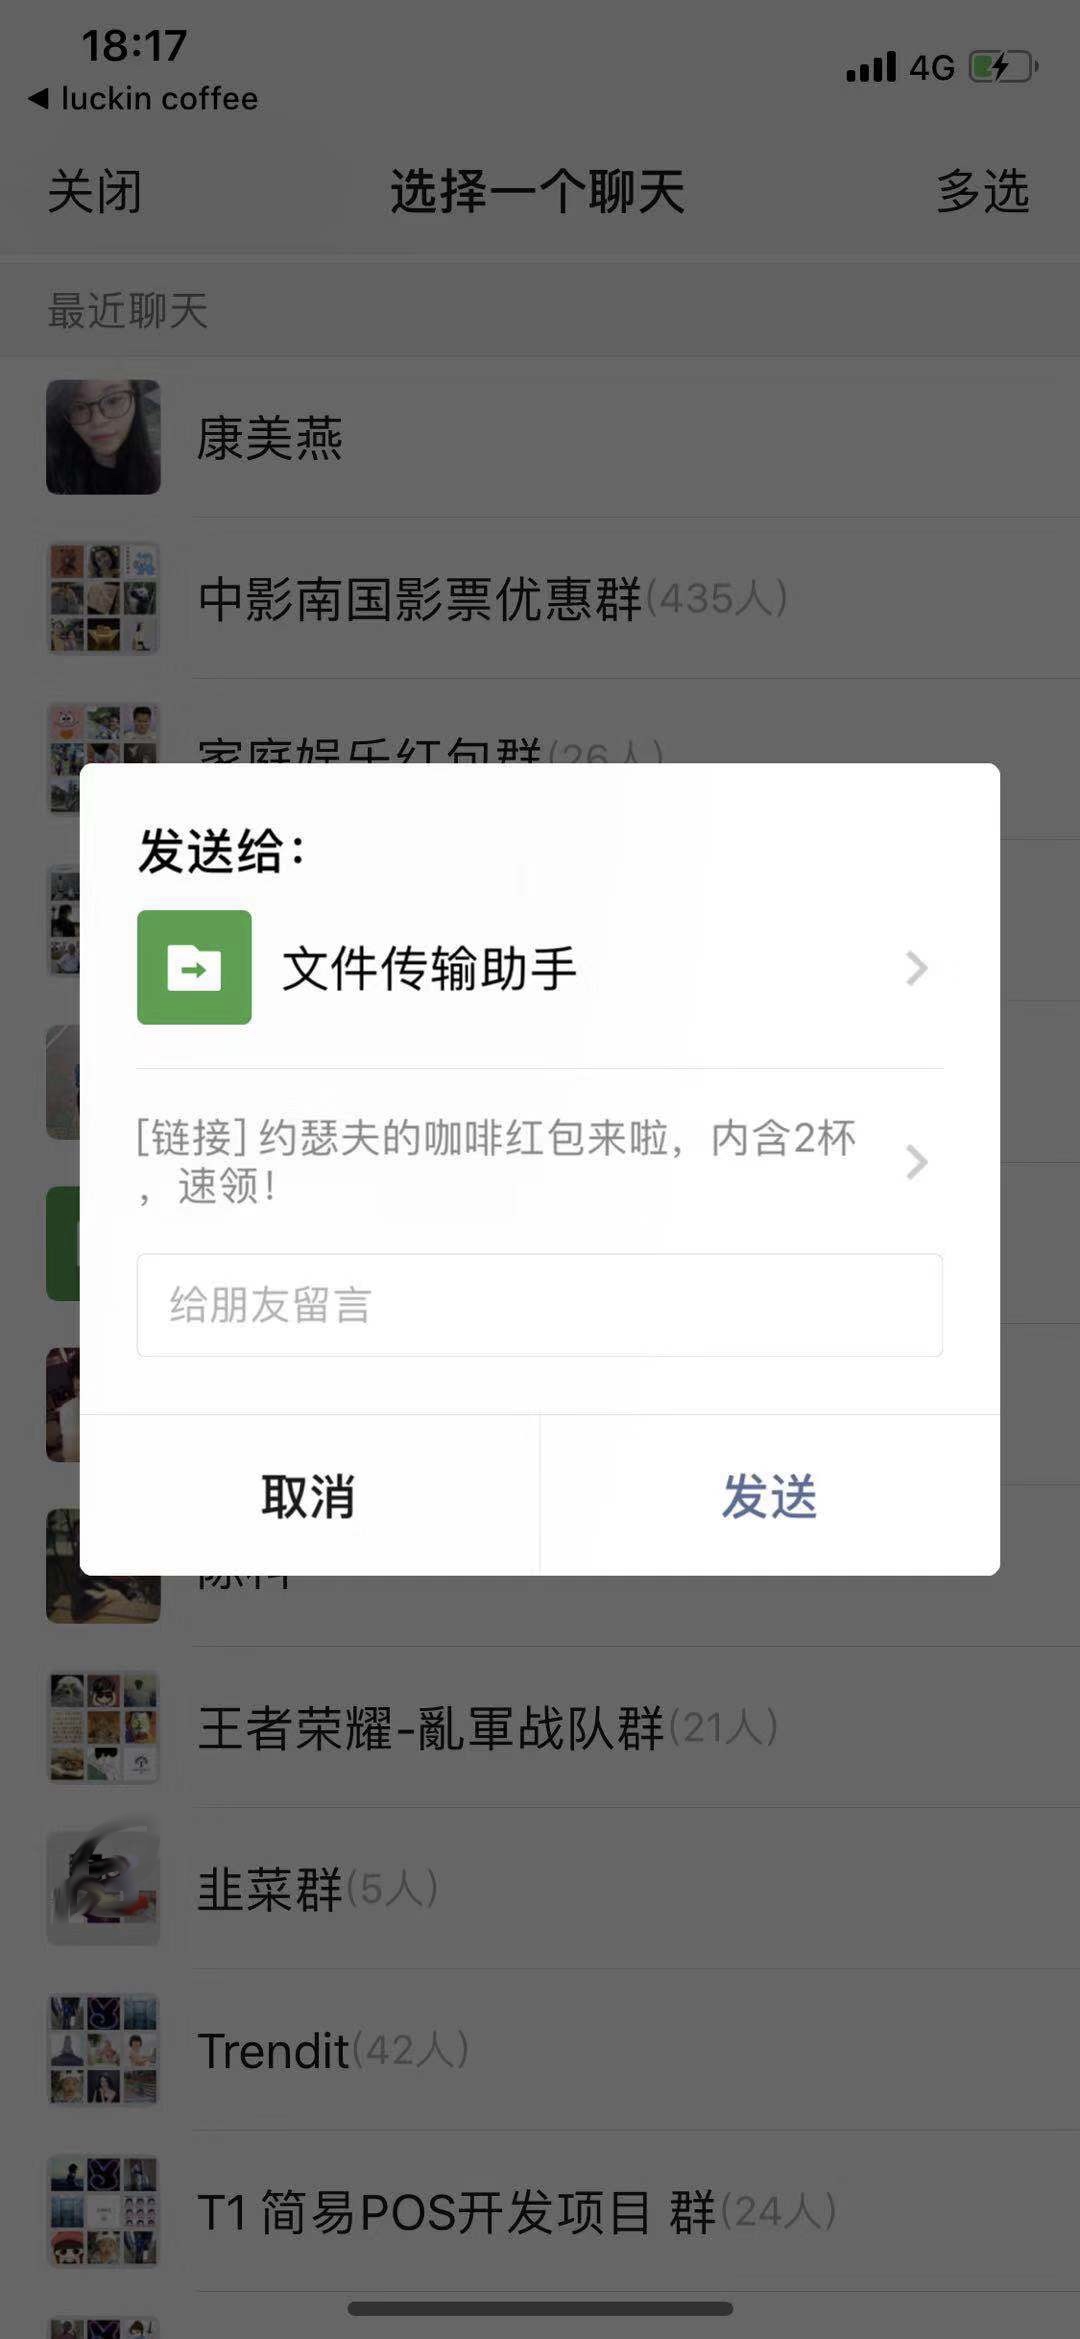 18:17
4G
luckin coffee
关闭
选择一个聊天
多选
最近聊天
康美燕
中影南国影票优惠群(435人)
家庭娱乐红包群(26人)
发送给：
文件传输助手
[链接] 约瑟夫的咖啡红包来啦，内含2杯
，速领！
给朋友留言
取消
发送
王者荣耀-亂軍战队群(21人)
韭菜群(5人)
Trendit(42人)
T1 简易POS开发项目 群(24人)